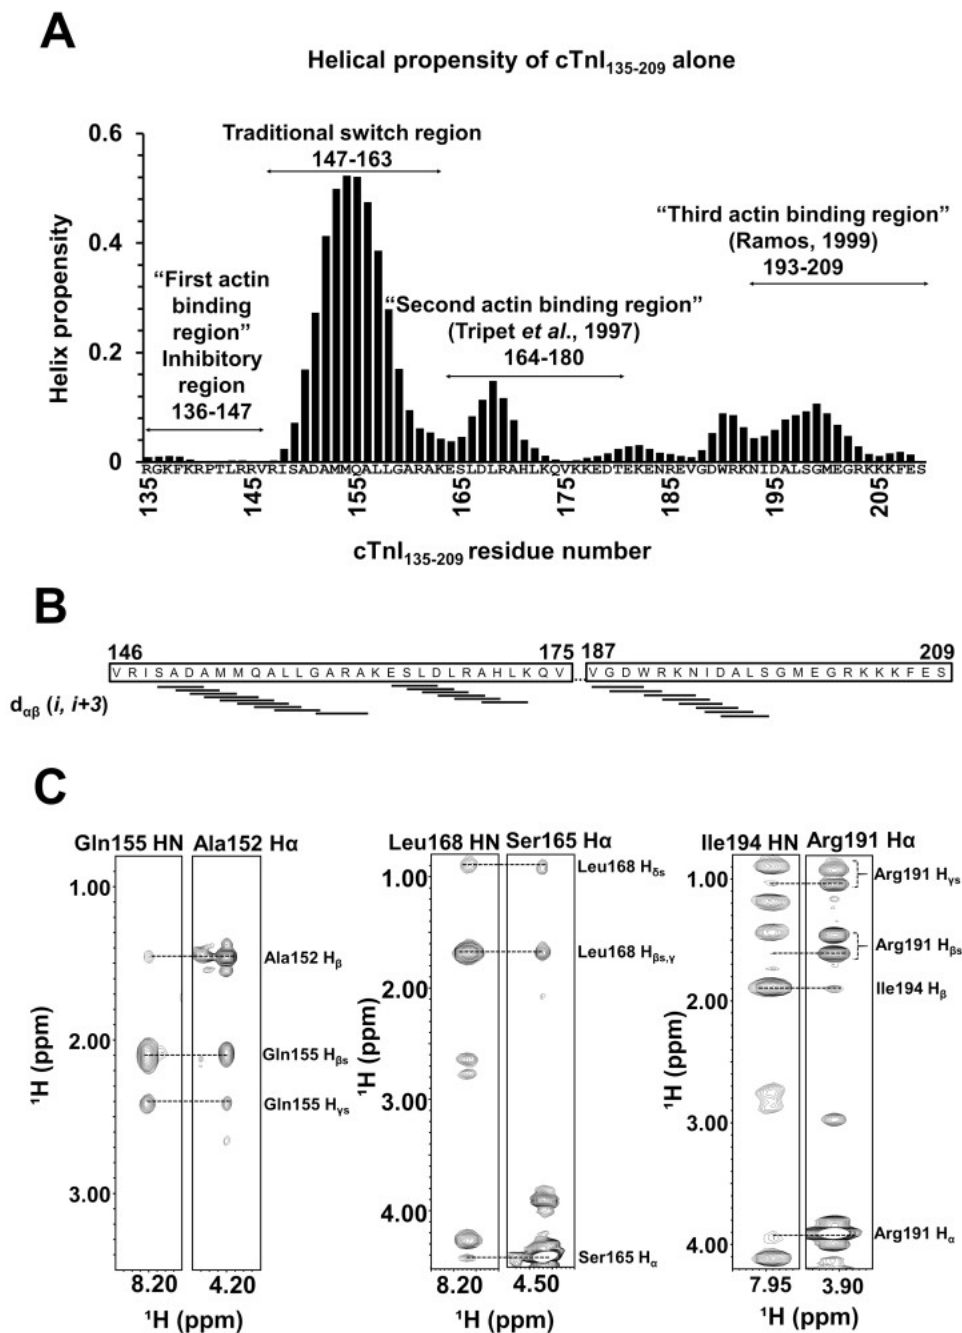 A
Helical propensity of cTnI135-209 alone
Helix propensity
0.6
0.4
0.2
0
Traditional switch region
147-163
“First actin
binding
region”
Inhibitory
region
136-147
“Second actin binding region”
(Tripet et al., 1997)
164-180
“Third actin binding region”
(Ramos, 1999)
193-209
RGKFKRPTLRRVRISADAMMQALLGARAKESLDLRAHLKQVKKEDTEKENREVGDWRKNIDALSGMEGRKKKFES
135 145 155 165 175 185 195 205
cTnI135-209 residue number
B
146 175 187 209
VRISADAMMQALLGARAKESLDLRAHLKQV ... VGDWRKNIDALSGMEGRKKKFES
dαβ (i, i+3)
C
Gln155 HN Ala152 Hα
1.00
2.00
3.00
¹H (ppm)
Ala152 Hβ
Gln155 Hβs
Gln155 Hγs
8.20 4.20
¹H (ppm)
Leu168 HN Ser165 Hα
1.00
2.00
3.00
4.00
¹H (ppm)
Leu168 Hδs
Leu168 Hβs,γ
Ser165 Hα
8.20 4.50
¹H (ppm)
Ile194 HN Arg191 Hα
1.00
2.00
3.00
4.00
¹H (ppm)
Arg191 Hγs
Arg191 Hβs
Ile194 Hβ
Arg191 Hα
7.95 3.90
¹H (ppm)